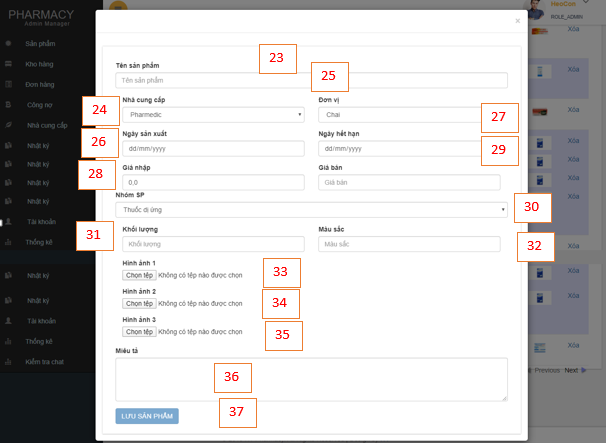 PHARMACY
Admin Manager
HeoCon
ROLE_ADMIN
×
Sản phẩm
Kho hàng
Đơn hàng
Công nợ
Nhà cung cấp
Nhật ký
Nhật ký
Nhật ký
Nhật ký
Nhật ký
Tài khoản
Thống kê
Nhật ký
Nhật ký
Tài khoản
Thống kê
Kiểm tra chat
23
Tên sản phẩm
25
Tên sản phẩm
24
Nhà cung cấp
Đơn vị
Pharmedic
Chai
27
26
Ngày sản xuất
Ngày hết hạn
dd/mm/yyyy
dd/mm/yyyy
29
28
Giá nhập
Giá bán
0,0
Giá bán
Nhóm SP
Thuốc dị ứng
30
31
Khối lượng
Màu sắc
Khối lượng
Màu sắc
32
Hình ảnh 1
Chọn tệp Không có tệp nào được chọn
33
Hình ảnh 2
Chọn tệp Không có tệp nào được chọn
34
Hình ảnh 3
Chọn tệp Không có tệp nào được chọn
35
Miêu tả
36
LƯU SẢN PHẨM
37
Xóa
Xóa
Xóa
Xóa
Xóa
Xóa
Xóa
Xóa
Xóa
Xóa
Previous Next